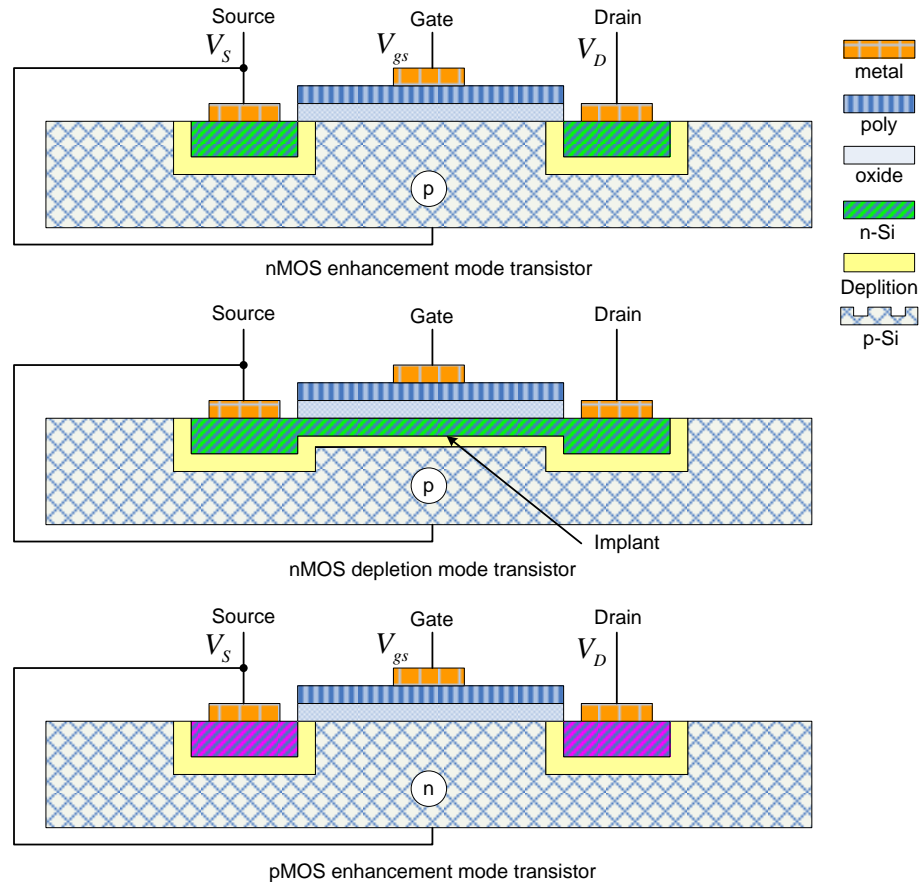 Source Gate Drain
V_S V_gs V_D
metal
poly
oxide
p
n-Si
nMOS enhancement mode transistor
Deplition
Source Gate Drain
p-Si
p
Implant
nMOS depletion mode transistor
Source Gate Drain
V_S V_gs V_D
n
pMOS enhancement mode transistor